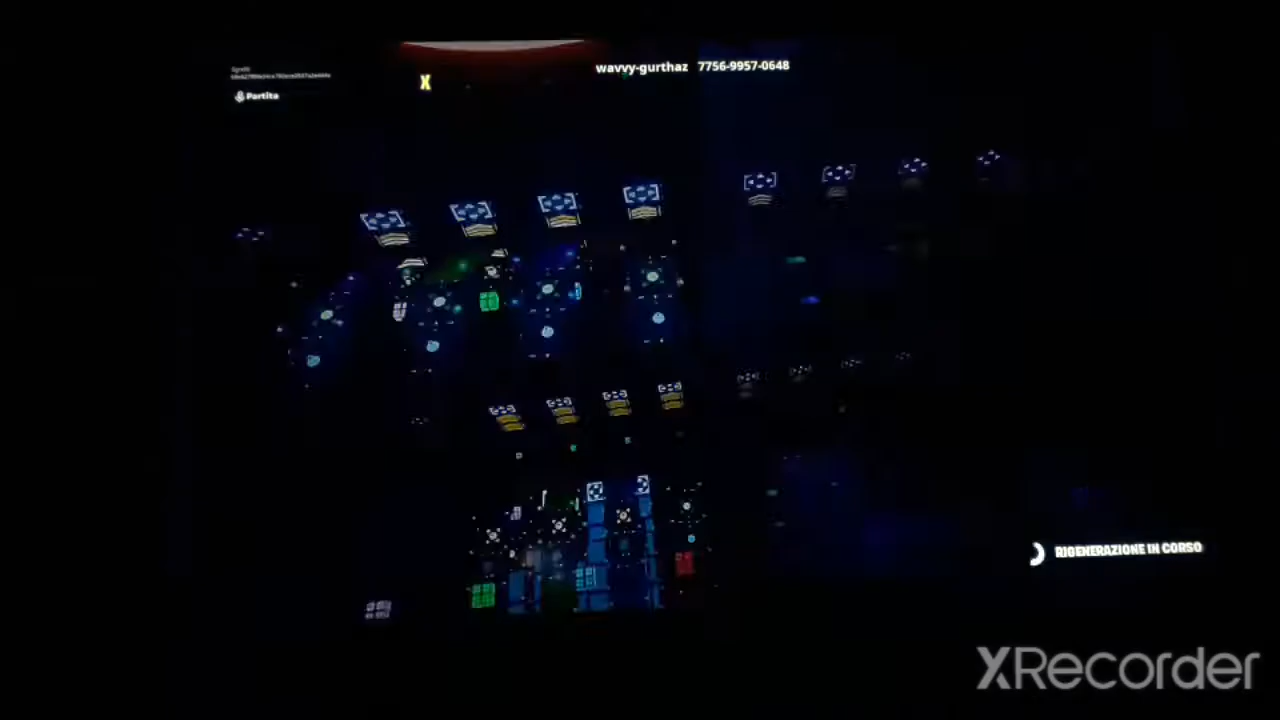 wavvy-gurthaz 7756-9957-0648
X
Partita
RIGENERAZIONE IN CORSO
XRecorder